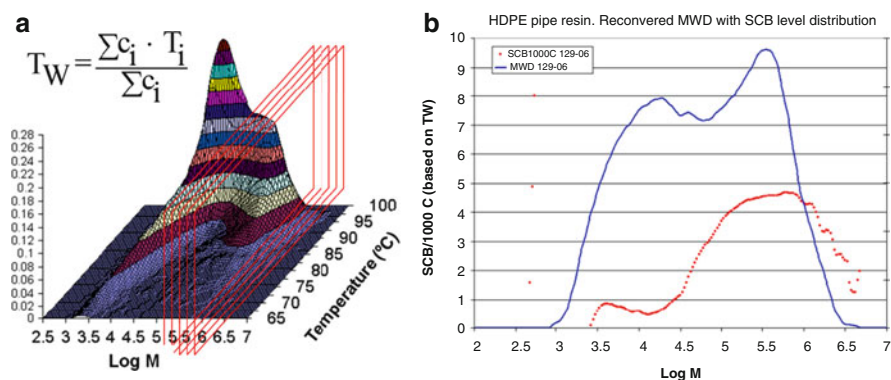 a
T_W = ∑c_i · T_i / ∑c_i
0.28
0.26
0.24
0.22
0.2
0.18
0.16
0.14
0.12
0.1
0.08
0.06
0.04
0.02
0
2.5 3 3.5 4 4.5 5 5.5 6 6.5 7
Log M
65 70 75 80 85 90 95 100
Temperature (ºC)
b
HDPE pipe resin. Reconvered MWD with SCB level distribution
SCB1000C 129-06
MWD 129-06
SCB/1000 C (based on TW)
10
9
8
7
6
5
4
3
2
1
0
2 2.5 3 3.5 4 4.5 5 5.5 6 6.5 7
Log M